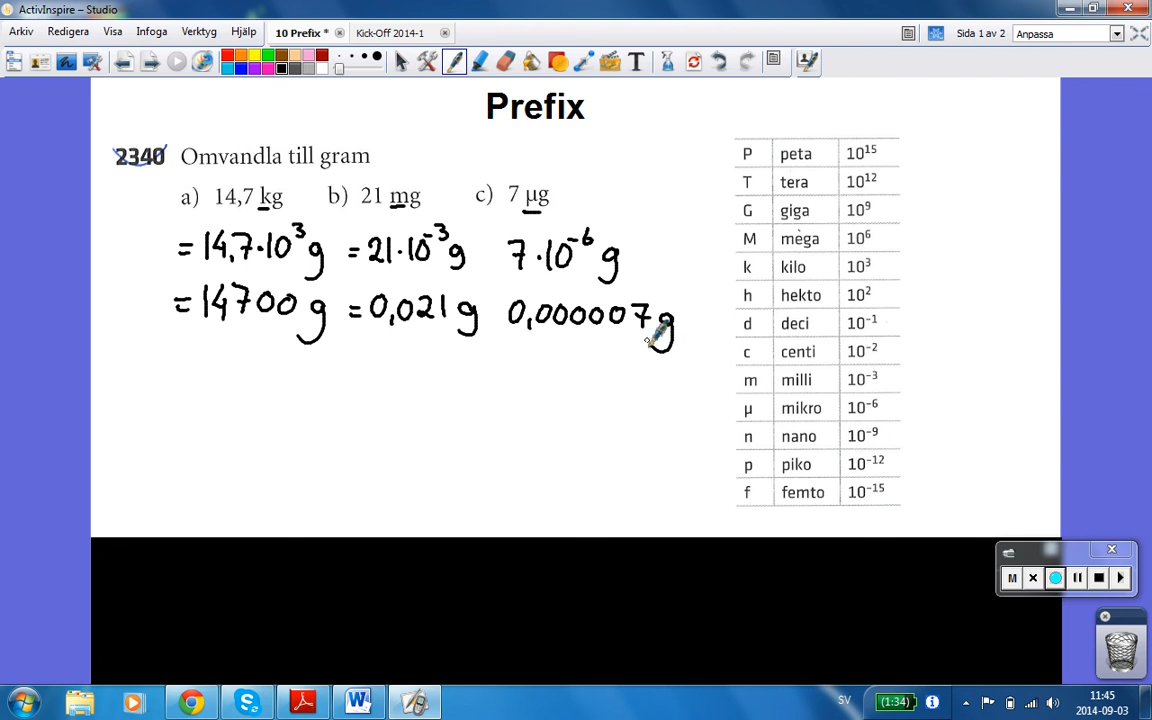 ActivInspire – Studio
Arkiv Redigera Visa Infoga Verktyg Hjälp
10 Prefix * Kick-Off 2014-1
Sida 1 av 2 Anpassa
Prefix
2340 Omvandla till gram
a) 14,7 kg b) 21 mg c) 7 µg
= 14,7·10³ g = 21·10⁻³ g 7·10⁻⁶ g
= 14700 g = 0,021 g 0,000007 g
P peta 10¹⁵
T tera 10¹²
G giga 10⁹
M mega 10⁶
k kilo 10³
h hekto 10²
d deci 10⁻¹
c centi 10⁻²
m milli 10⁻³
µ mikro 10⁻⁶
n nano 10⁻⁹
p piko 10⁻¹²
f femto 10⁻¹⁵
M
SV (1:34) 11:45
2014-09-03